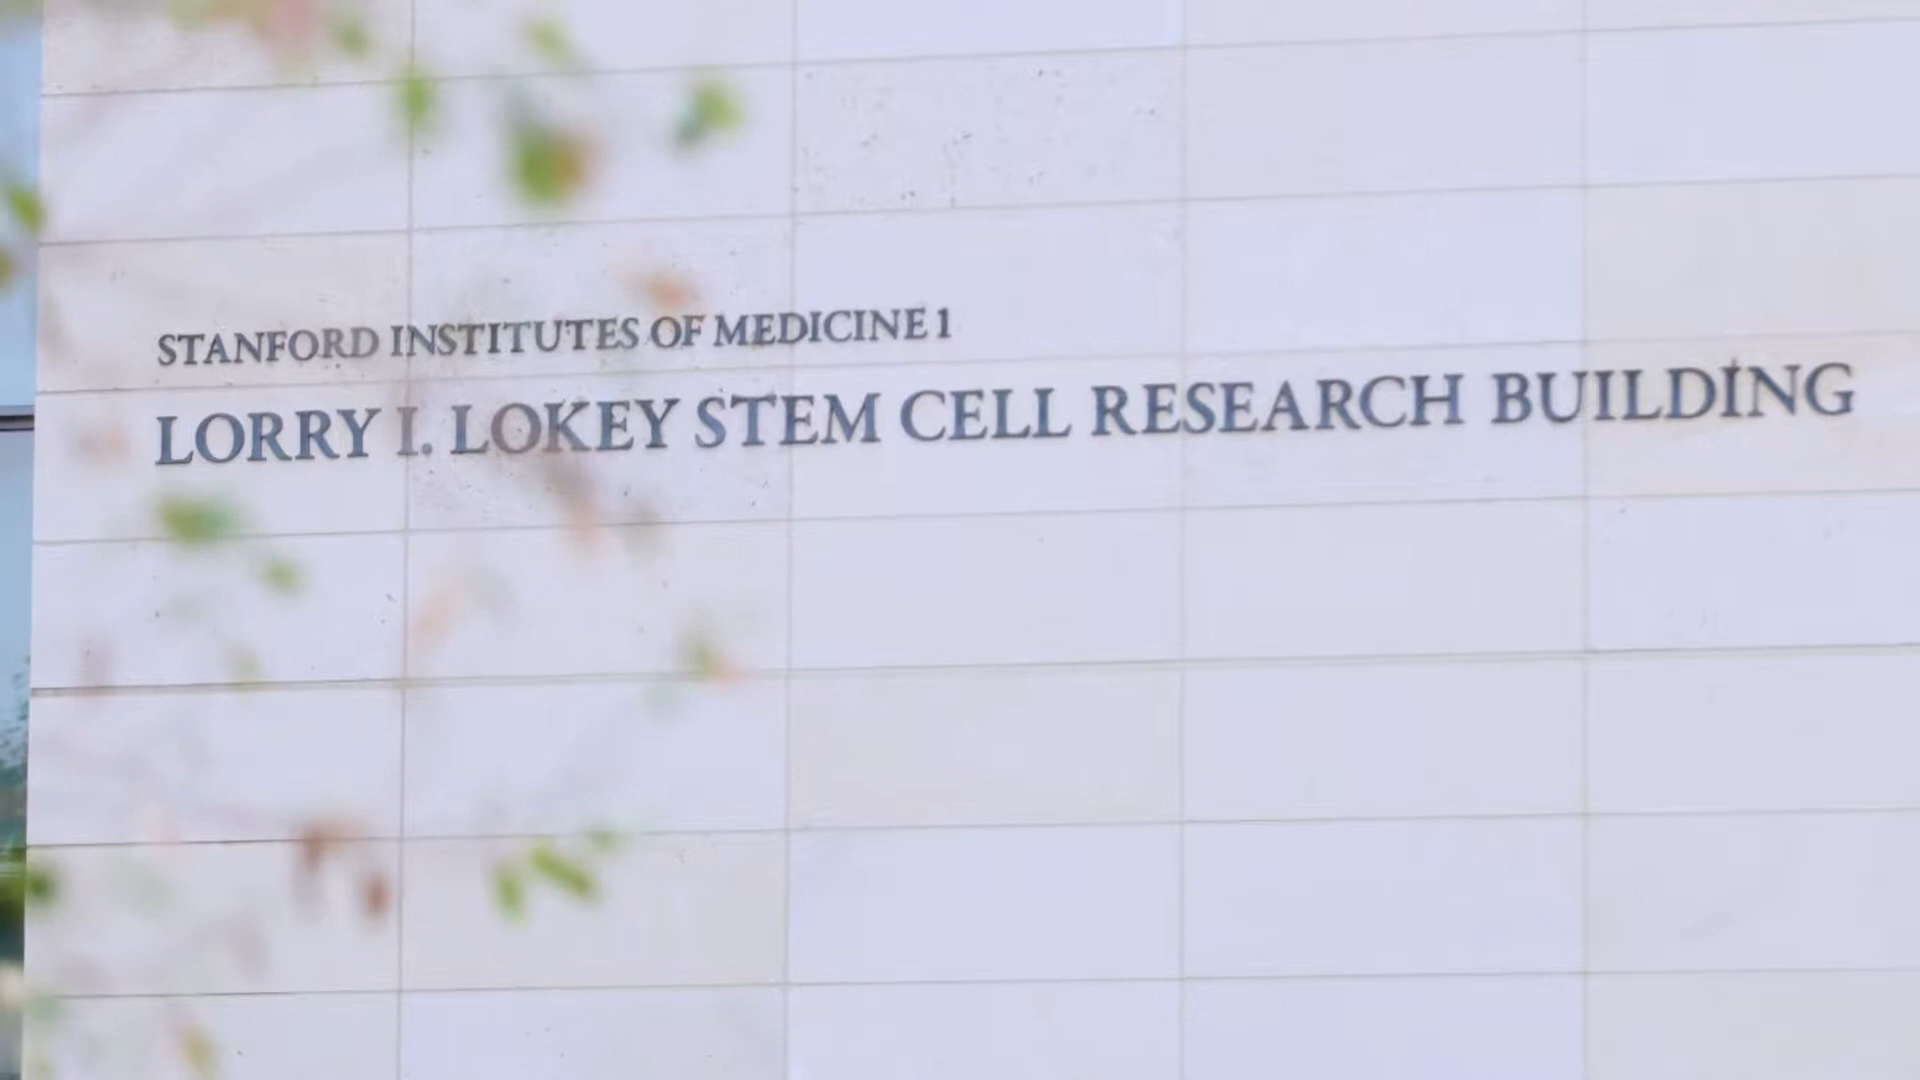 STANFORD INSTITUTES OF MEDICINE 1
LORRY I. LOKEY STEM CELL RESEARCH BUILDING